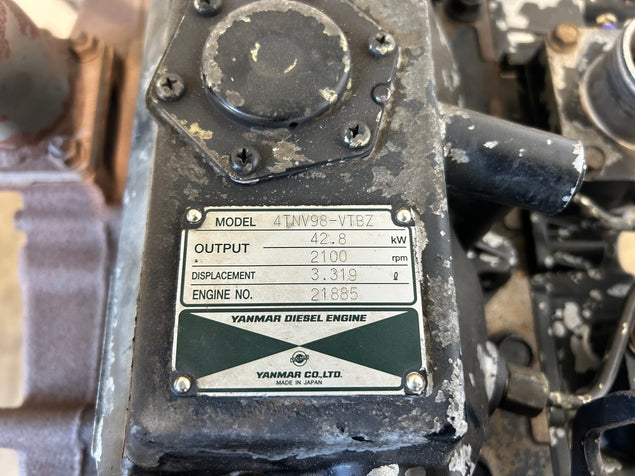 MODEL 4TNV98-VTBZ
OUTPUT 42.8 kW
2100 rpm
DISPLACEMENT 3.319 ℓ
ENGINE NO. 21885
YANMAR DIESEL ENGINE
YANMAR CO.,LTD.
MADE IN JAPAN